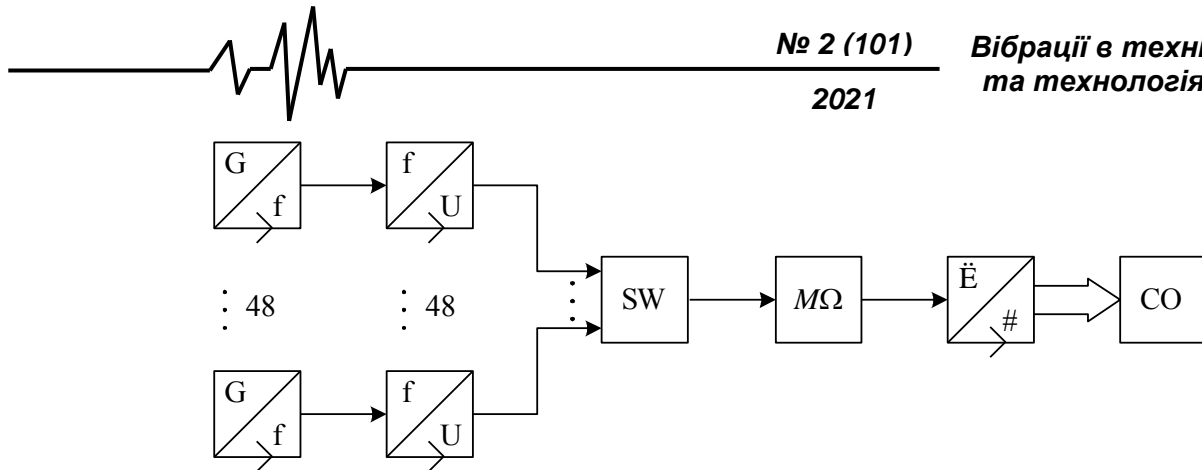 № 2 (101)
2021
Вібрації в техні
та технологія
G f f U
⋮ 48 ⋮ 48 ⋮ SW MΩ Ë # CO
G f f U